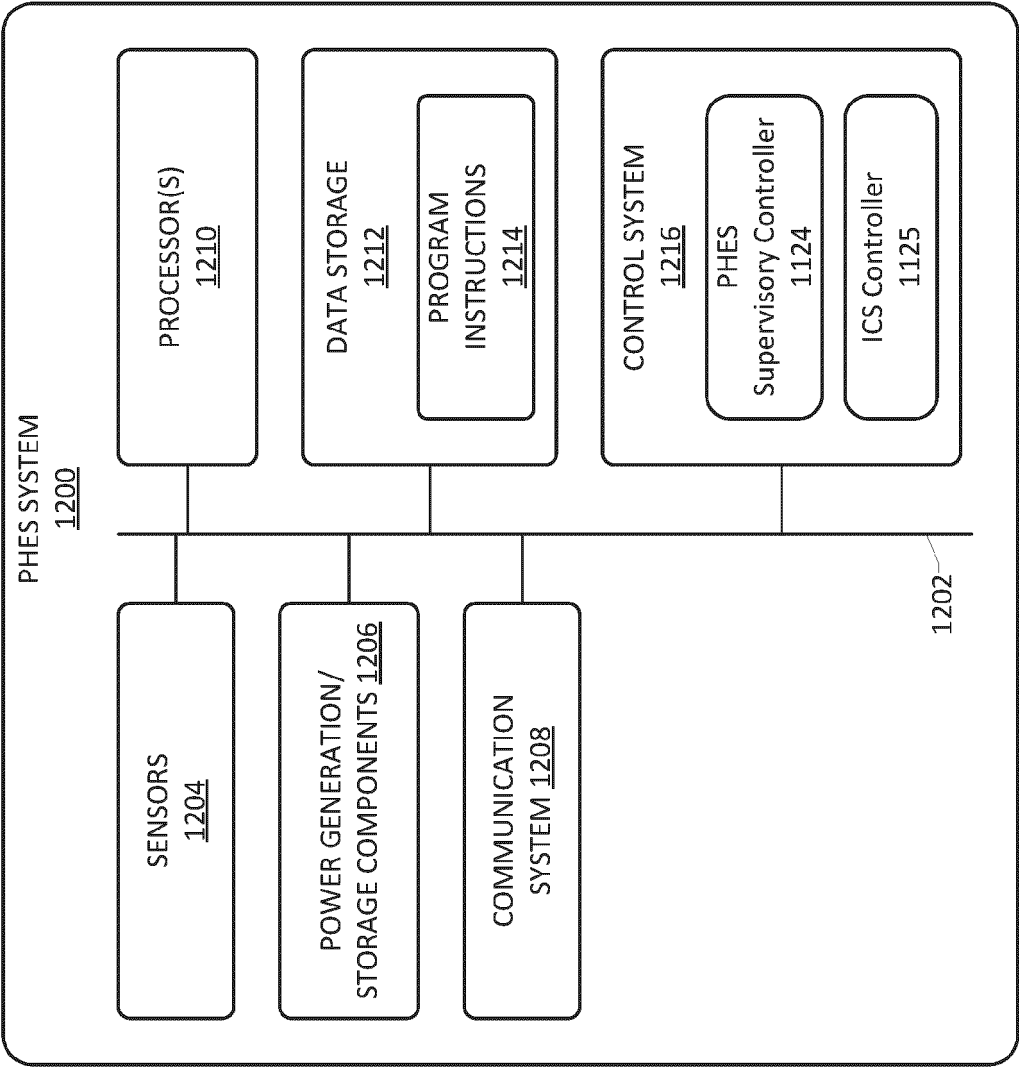 PHES SYSTEM
1200
SENSORS
1204
POWER GENERATION/
STORAGE COMPONENTS 1206
COMMUNICATION
SYSTEM 1208
PROCESSOR(S)
1210
DATA STORAGE
1212
PROGRAM
INSTRUCTIONS
1214
CONTROL SYSTEM
1216
PHES
Supervisory Controller
1124
ICS Controller
1125
1202